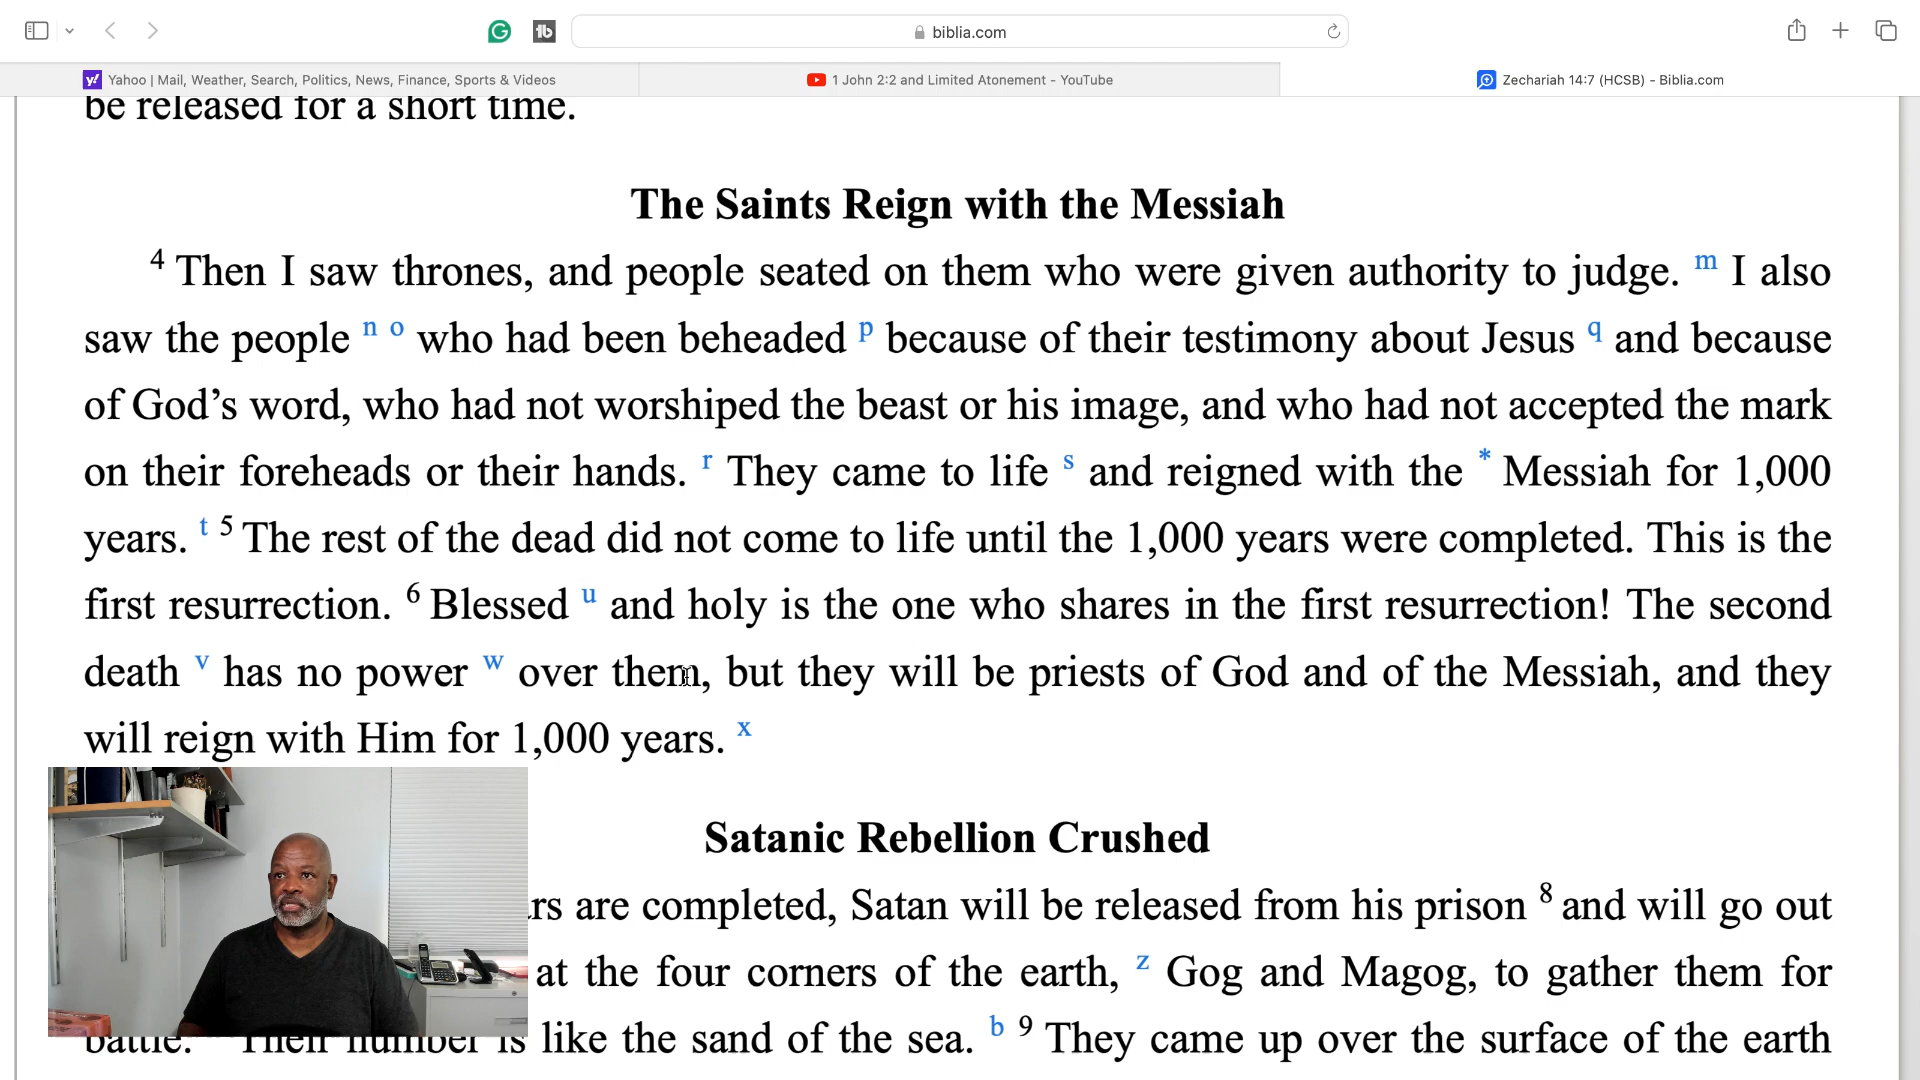 biblia.com
Yahoo | Mail, Weather, Search, Politics, News, Finance, Sports & Videos
1 John 2:2 and Limited Atonement - YouTube
Zechariah 14:7 (HCSB) - Biblia.com
be released for a short time.
The Saints Reign with the Messiah
4 Then I saw thrones, and people seated on them who were given authority to judge. m I also
saw the people n o who had been beheaded p because of their testimony about Jesus q and because
of God’s word, who had not worshiped the beast or his image, and who had not accepted the mark
on their foreheads or their hands. r They came to life s and reigned with the * Messiah for 1,000
years. t 5 The rest of the dead did not come to life until the 1,000 years were completed. This is the
first resurrection. 6 Blessed u and holy is the one who shares in the first resurrection! The second
death v has no power w over them, but they will be priests of God and of the Messiah, and they
will reign with Him for 1,000 years. x
Satanic Rebellion Crushed
are completed, Satan will be released from his prison 8 and will go out
at the four corners of the earth, z Gog and Magog, to gather them for
battle. Their number is like the sand of the sea. b 9 They came up over the surface of the earth